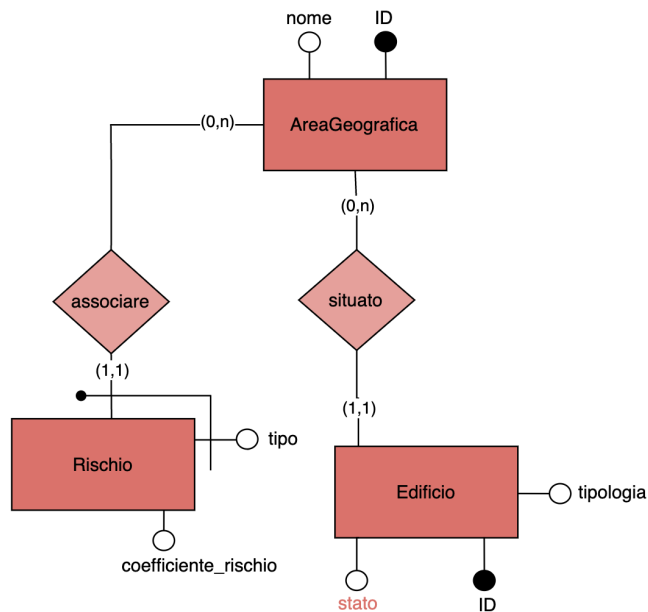 nome
ID
(0,n)
AreaGeografica
(0,n)
associare
situato
(1,1)
(1,1)
tipo
Rischio
Edificio
tipologia
coefficiente_rischio
stato
ID